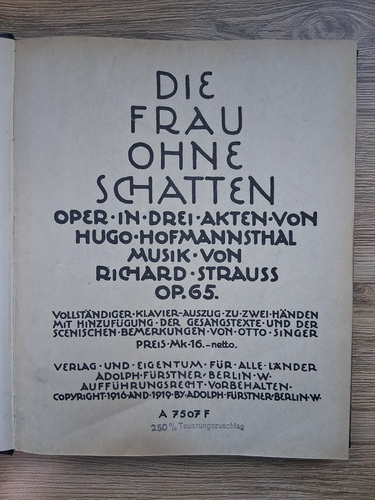 DIE
FRAU
OHNE
SCHATTEN
OPER·IN·DREI·AKTEN·VON
HUGO·HOFMANNSTHAL
MUSIK·VON
RICHARD·STRAUSS
OP.65.
VOLLSTÄNDIGER·KLAVIER-AUSZUG·ZU·ZWEI·HÄNDEN
MIT·HINZUFÜGUNG·DER·GESANGSTEXTE·UND·DER
SCENISCHEN·BEMERKUNGEN·VON·OTTO·SINGER
PREIS·Mk·16.-netto.
VERLAG·UND·EIGENTUM·FÜR·ALLE·LÄNDER
ADOLPH·FÜRSTNER·BERLIN·W·
AUFFÜHRUNGSRECHT·VORBEHALTEN·
COPYRIGHT·1916·AND·1919·BY·ADOLPH·FÜRSTNER·BERLIN·W·
A 7507 F
250 % Teuerungszuschlag